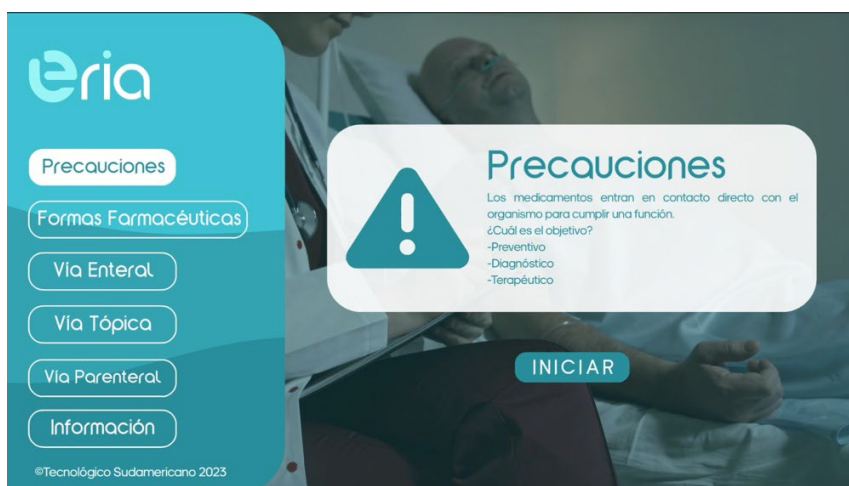 eria
Precauciones
Formas Farmacéuticas
Vía Enteral
Vía Tópica
Vía Parenteral
Información
©Tecnológico Sudamericano 2023
Precauciones
Los medicamentos entran en contacto directo con el
organismo para cumplir una función.
¿Cuál es el objetivo?
-Preventivo
-Diagnóstico
-Terapéutico
INICIAR